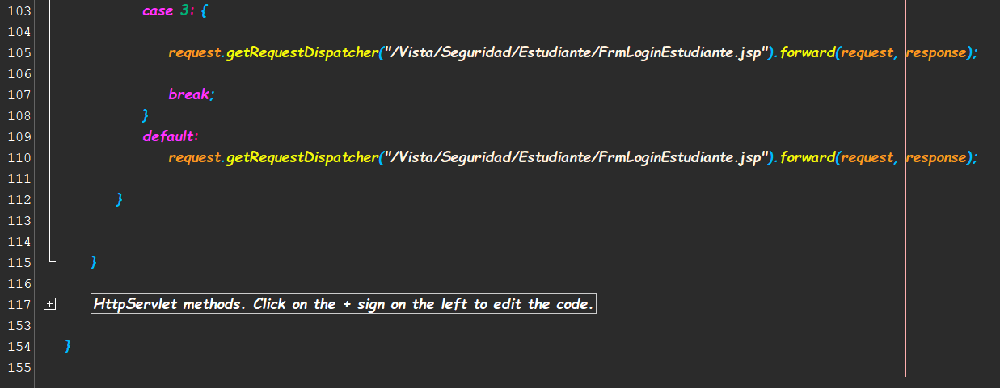 103 case 3: {
104
105 request.getRequestDispatcher("/Vista/Seguridad/Estudiante/FrmLoginEstudiante.jsp").forward(request, response);
106
107 break;
108 }
109 default:
110 request.getRequestDispatcher("/Vista/Seguridad/Estudiante/FrmLoginEstudiante.jsp").forward(request, response);
111
112 }
113
114
115 }
116
117 HttpServlet methods. Click on the + sign on the left to edit the code.
153
154 }
155